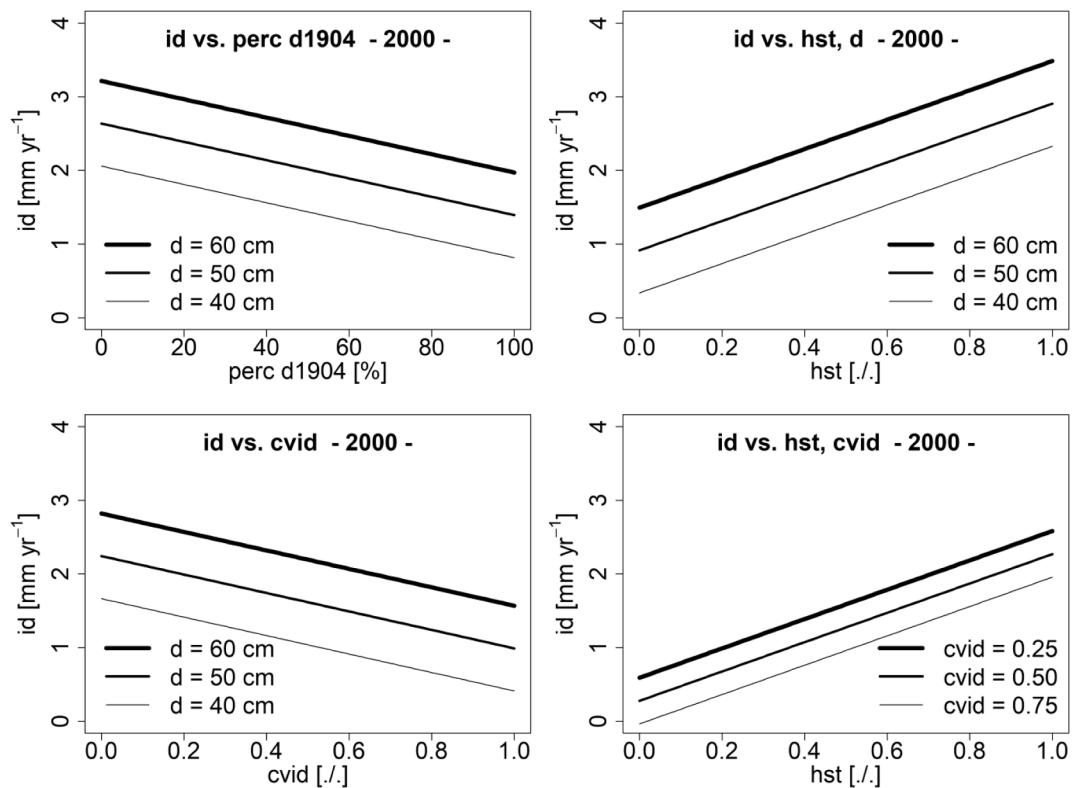 id vs. perc d1904 - 2000 -
id [mm yr−1]
4
3
2
1
0
d = 60 cm
d = 50 cm
d = 40 cm
0 20 40 60 80 100
perc d1904 [%]
id vs. hst, d - 2000 -
id [mm yr−1]
4
3
2
1
0
d = 60 cm
d = 50 cm
d = 40 cm
0.0 0.2 0.4 0.6 0.8 1.0
hst [./.]
id vs. cvid - 2000 -
id [mm yr−1]
4
3
2
1
0
d = 60 cm
d = 50 cm
d = 40 cm
0.0 0.2 0.4 0.6 0.8 1.0
cvid [./.]
id vs. hst, cvid - 2000 -
id [mm yr−1]
4
3
2
1
0
cvid = 0.25
cvid = 0.50
cvid = 0.75
0.0 0.2 0.4 0.6 0.8 1.0
hst [./.]